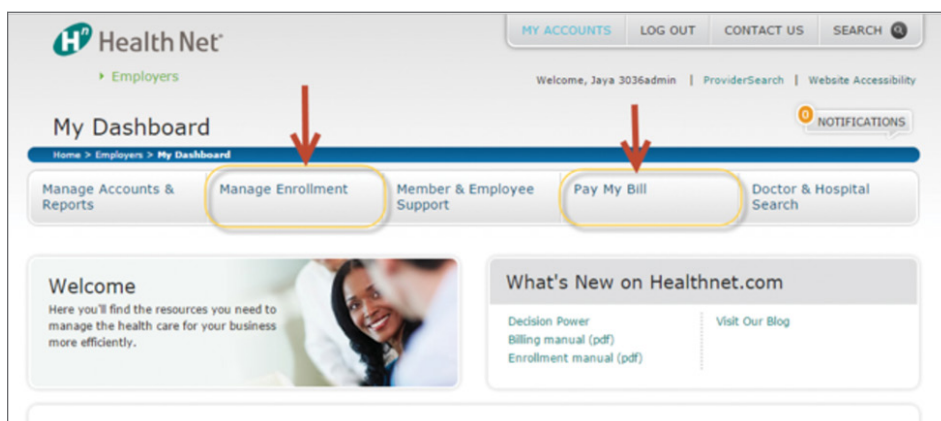 MY ACCOUNTS LOG OUT CONTACT US SEARCH
Health Net
Employers
Welcome, Jaya 3036admin | ProviderSearch | Website Accessibility
My Dashboard
0 NOTIFICATIONS
Home > Employers > My Dashboard
Manage Accounts &
Reports
Manage Enrollment
Member & Employee
Support
Pay My Bill
Doctor & Hospital
Search
Welcome
Here you'll find the resources you need to
manage the health care for your business
more efficiently.
What's New on Healthnet.com
Decision Power
Billing manual (pdf)
Enrollment manual (pdf)
Visit Our Blog